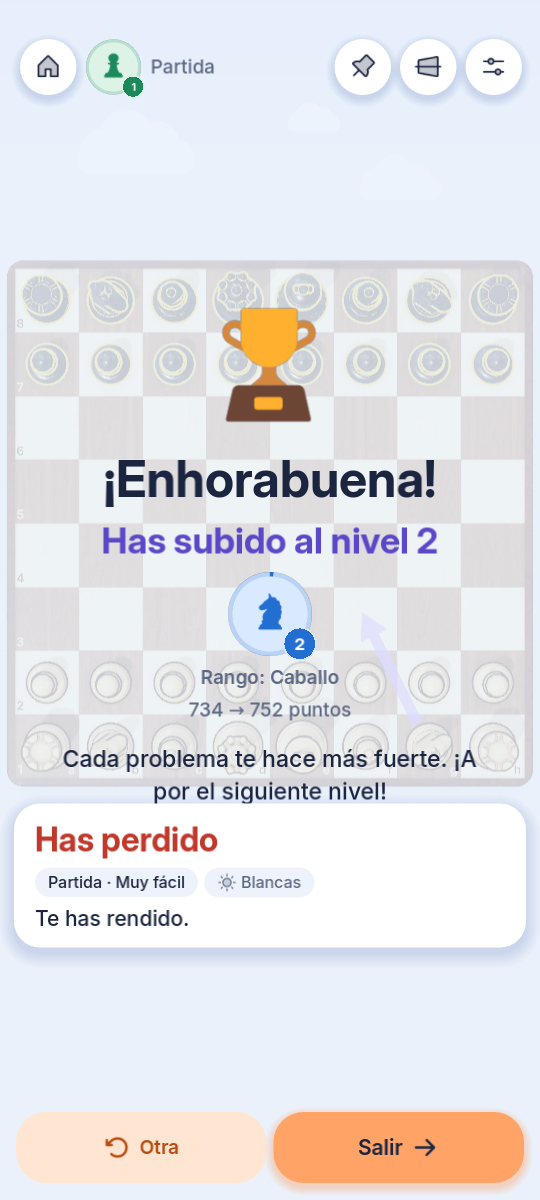 1
Partida
8
7
6
5
4
3
2
1
h
¡Enhorabuena!
Has subido al nivel 2
2
Rango: Caballo
734 → 752 puntos
Cada problema te hace más fuerte. ¡A
por el siguiente nivel!
Has perdido
Partida · Muy fácil
Blancas
Te has rendido.
Otra
Salir →